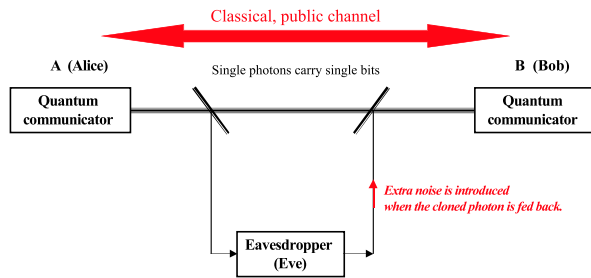 Classical, public channel
A (Alice)
B (Bob)
Single photons carry single bits
Quantum
communicator
Quantum
communicator
Extra noise is introduced
when the cloned photon is fed back.
Eavesdropper
(Eve)